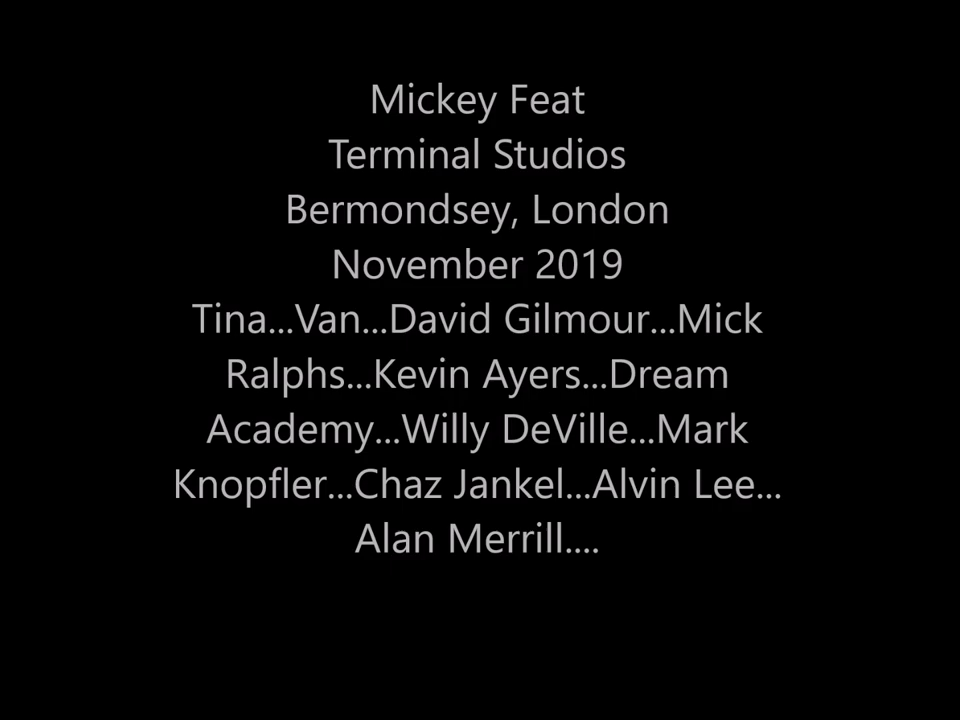 Mickey Feat
Terminal Studios
Bermondsey, London
November 2019
Tina...Van...David Gilmour...Mick
Ralphs...Kevin Ayers...Dream
Academy...Willy DeVille...Mark
Knopfler...Chaz Jankel...Alvin Lee...
Alan Merrill....